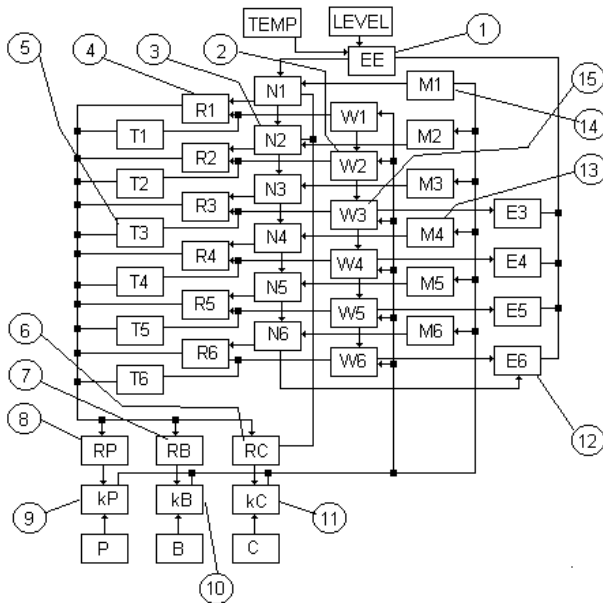 TEMP LEVEL
5 4 3 2 EE 1
N1 M1 15
R1 W1 14
T1 N2 M2
R2 W2
T2 N3 M3 13
R3 W3 E3
T3 N4 M4
R4 W4 E4
T4 N5 M5
R5 W5 E5
T5 N6 M6
6 R6 W6 E6
T6
7
8 RP RB RC 12
9 kP kB kC 11
P B C
10